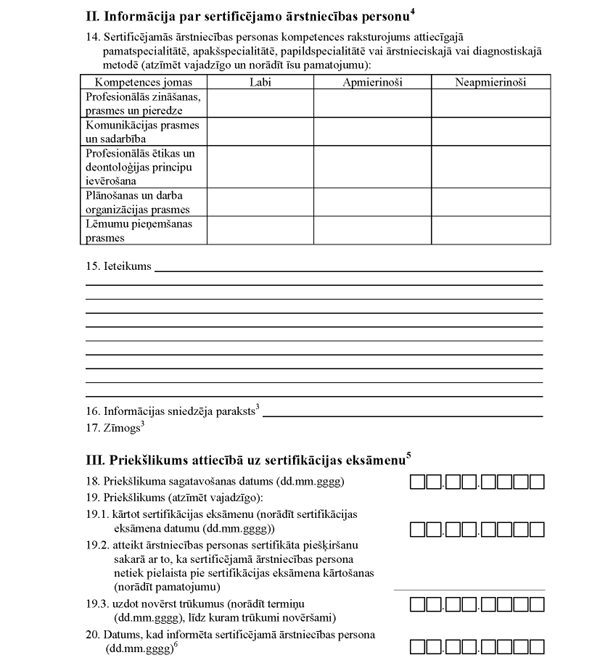 II. Informācija par sertificējamo ārstniecības personu⁴
14. Sertificējamās ārstniecības personas kompetences raksturojums attiecīgajā
pamatspecialitātē, apakšspecialitātē, papildspecialitātē vai ārstnieciskajā vai diagnostiskajā
metodē (atzīmēt vajadzīgo un norādīt īsu pamatojumu):
Kompetences jomas Labi Apmierinoši Neapmierinoši
Profesionālās zināšanas,
prasmes un pieredze
Komunikācijas prasmes
un sadarbība
Profesionālās ētikas un
deontoloģijas principu
ievērošana
Plānošanas un darba
organizācijas prasmes
Lēmumu pieņemšanas
prasmes
15. Ieteikums
16. Informācijas sniedzēja paraksts³
17. Zīmogs³
III. Priekšlikums attiecībā uz sertifikācijas eksāmenu⁵
18. Priekšlikuma sagatavošanas datums (dd.mm.gggg)
19. Priekšlikums (atzīmēt vajadzīgo):
19.1. kārtot sertifikācijas eksāmenu (norādīt sertifikācijas
eksāmena datumu (dd.mm.gggg))
19.2. atteikt ārstniecības personas sertifikāta piešķiršanu
sakarā ar to, ka sertificējamā ārstniecības persona
netiek pielaista pie sertifikācijas eksāmena kārtošanas
(norādīt pamatojumu)
19.3. uzdot novērst trūkumus (norādīt termiņu
(dd.mm.gggg), līdz kuram trūkumi novēršami)
20. Datums, kad informēta sertificējamā ārstniecības persona
(dd.mm.gggg)⁶